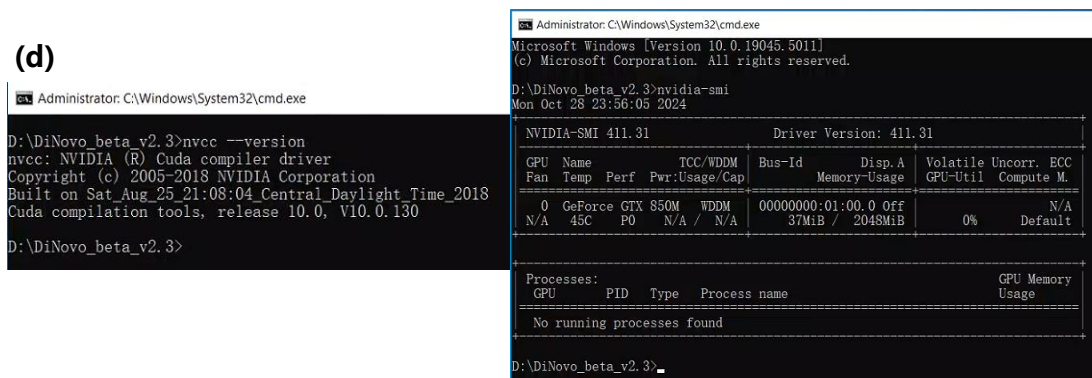 (d)
Administrator: C:\Windows\System32\cmd.exe
D:\DiNovo_beta_v2.3>nvcc --version
nvcc: NVIDIA (R) Cuda compiler driver
Copyright (c) 2005-2018 NVIDIA Corporation
Built on Sat_Aug_25_21:08:04_Central_Daylight_Time_2018
Cuda compilation tools, release 10.0, V10.0.130
D:\DiNovo_beta_v2.3>
Administrator: C:\Windows\System32\cmd.exe
Microsoft Windows [Version 10.0.19045.5011]
(c) Microsoft Corporation. All rights reserved.
D:\DiNovo_beta_v2.3>nvidia-smi
Mon Oct 28 23:56:05 2024
NVIDIA-SMI 411.31 Driver Version: 411.31
GPU Name TCC/WDDM | Bus-Id Disp.A | Volatile Uncorr. ECC
Fan Temp Perf Pwr:Usage/Cap| Memory-Usage | GPU-Util Compute M.
0 GeForce GTX 850M WDDM | 00000000:01:00.0 Off | N/A
N/A 45C P0 N/A / N/A | 37MiB / 2048MiB | 0% Default
Processes: GPU Memory
GPU PID Type Process name Usage
No running processes found
D:\DiNovo_beta_v2.3>